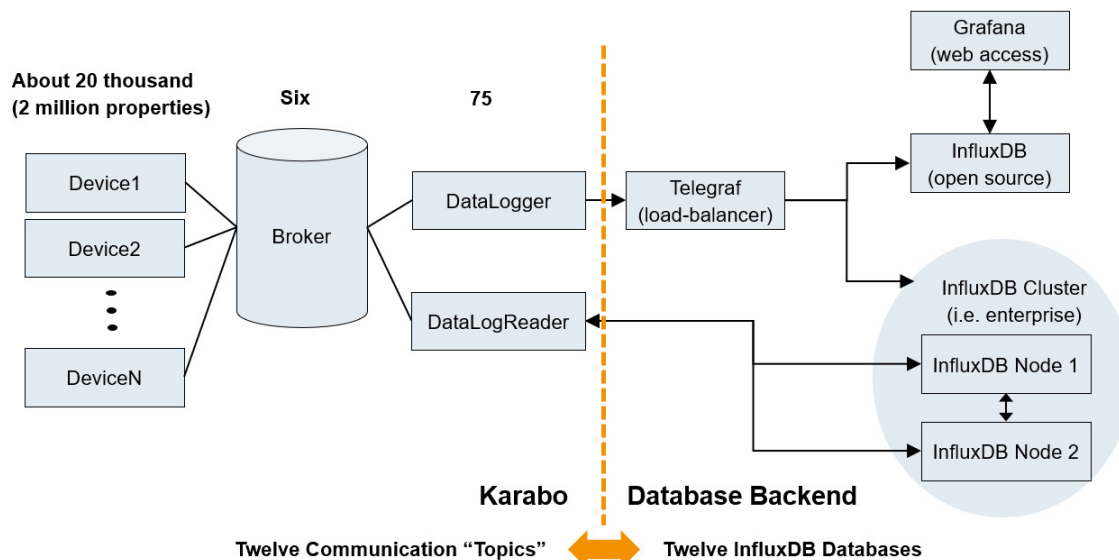 Grafana
(web access)
About 20 thousand
(2 million properties)
Six
75
Device1
Device2
DeviceN
Broker
DataLogger
DataLogReader
Telegraf
(load-balancer)
InfluxDB
(open source)
InfluxDB Cluster
(i.e. enterprise)
InfluxDB Node 1
InfluxDB Node 2
Karabo
Database Backend
Twelve Communication “Topics”
Twelve InfluxDB Databases